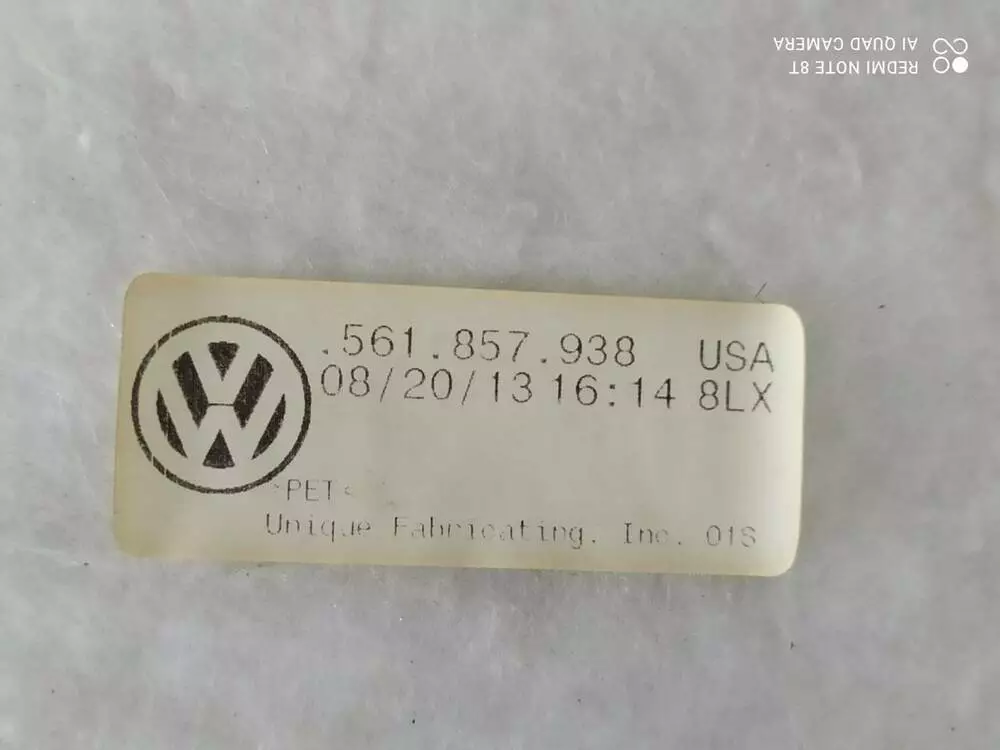 .561.857.938 USA
08/20/13 16:14 8LX
>PET<
Unique Fabricating. Inc. 01S
REDMI NOTE 8T
AI QUAD CAMERA